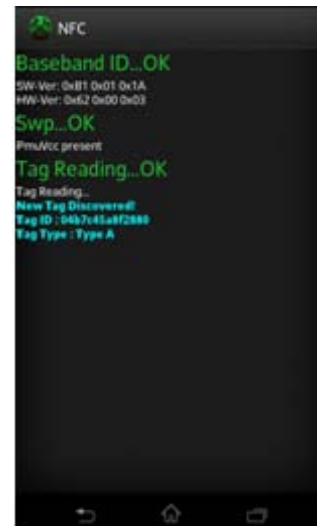 NFC
Baseband ID...OK
SW-Ver: 0xB1 0x01 0x1A
HW-Ver: 0x62 0x00 0x03
Swp...OK
PmuVcc present
Tag Reading...OK
Tag Reading...
New Tag Discovered!
Tag ID : 04b7c45a8f2880
Tag Type : Type A